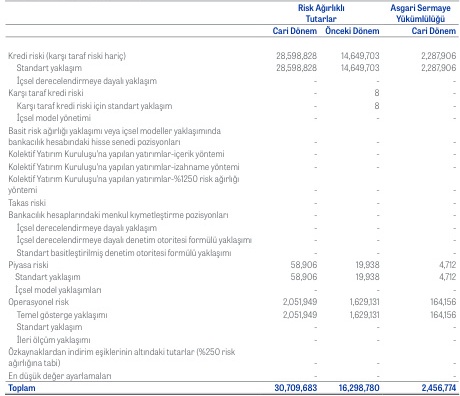 Risk Ağırlıklı Asgari Sermaye
Tutarlar Yükümlülüğü
Cari Dönem Önceki Dönem Cari Dönem
Kredi riski (karşı taraf riski hariç) 28,598,828 14,649,703 2,287,906
Standart yaklaşım 28,598,828 14,649,703 2,287,906
İçsel derecelendirmeye dayalı yaklaşım - - -
Karşı taraf kredi riski - 8 -
Karşı taraf kredi riski için standart yaklaşım - 8 -
İçsel model yönetimi - - -
Basit risk ağırlığı yaklaşımı veya içsel modeller yaklaşımında
bankacılık hesabındaki hisse senedi pozisyonları - - -
Kolektif Yatırım Kuruluşu'na yapılan yatırımlar-içerik yöntemi - - -
Kolektif Yatırım Kuruluşu'na yapılan yatırımlar-izahname yöntemi - - -
Kolektif Yatırım Kuruluşu'na yapılan yatırımlar-%1250 risk ağırlığı
yöntemi - - -
Takas riski - - -
Bankacılık hesaplarındaki menkul kıymetleştirme pozisyonları - - -
İçsel derecelendirmeye dayalı yaklaşım - - -
İçsel derecelendirmeye dayalı denetim otoritesi formülü yaklaşımı - - -
Standart basitleştirilmiş denetim otoritesi formülü yaklaşımı - - -
Piyasa riski 58,906 19,938 4,712
Standart yaklaşım 58,906 19,938 4,712
İçsel model yaklaşımları - - -
Operasyonel risk 2,051,949 1,629,131 164,156
Temel gösterge yaklaşımı 2,051,949 1,629,131 164,156
Standart yaklaşım - - -
İleri ölçüm yaklaşımı - - -
Özkaynaklardan indirim eşiklerinin altındaki tutarlar (%250 risk
ağırlığına tabi) - - -
En düşük değer ayarlamaları - - -
Toplam 30,709,683 16,298,780 2,456,774